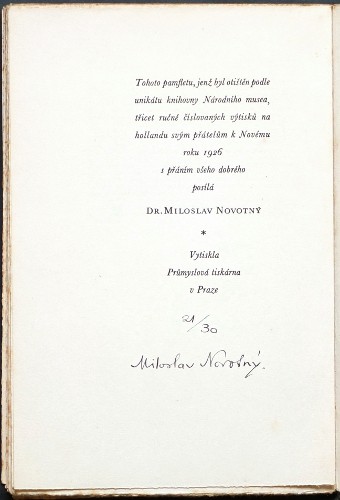 Tohoto pamfletu, jenž byl otištěn podle
unikátu knihovny Národního musea,
třicet ručně číslovaných výtisků na
hollandu svým přátelům k Novému
roku 1926
s přáním všeho dobrého
posílá
DR. MILOSLAV NOVOTNÝ
*
Vytiskla
Průmyslová tiskárna
v Praze
21/30
Miloslav Novotný.